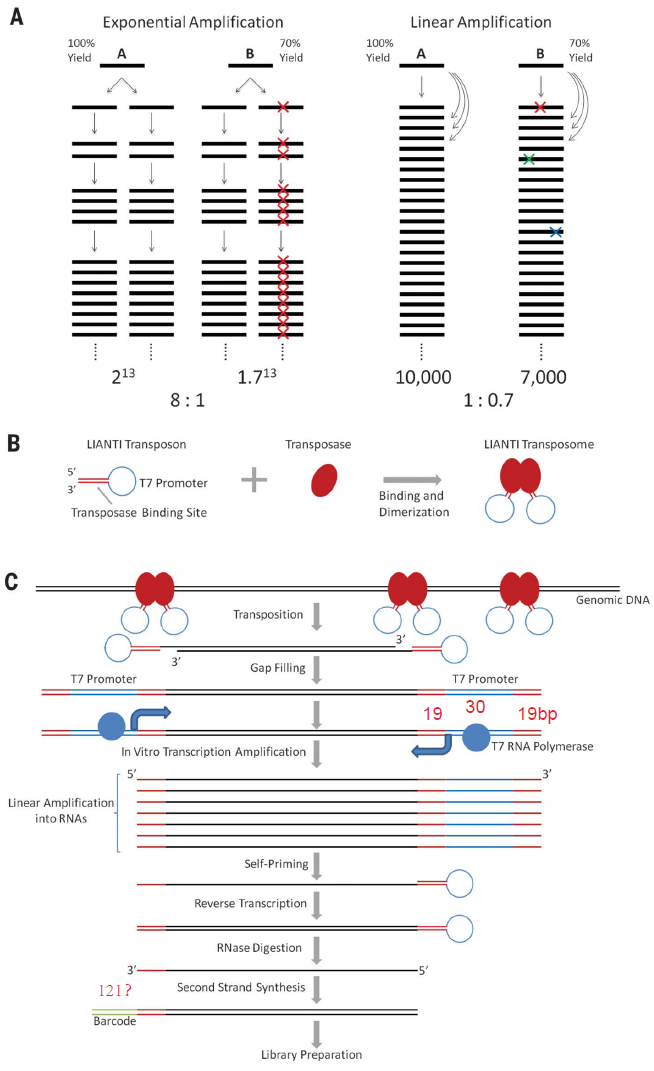 A
Exponential Amplification
Linear Amplification
100%
Yield
A
B
70%
Yield
100%
Yield
A
B
70%
Yield
2¹³
1.7¹³
8 : 1
10,000
7,000
1 : 0.7
B
LIANTI Transposon
Transposase
LIANTI Transposome
5′
3′
T7 Promoter
Transposase Binding Site
+
Binding and
Dimerization
C
Genomic DNA
Transposition
3′
3′
Gap Filling
T7 Promoter
T7 Promoter
19
30
19bp
T7 RNA Polymerase
In Vitro Transcription Amplification
5′
3′
Linear Amplification
into RNAs
Self-Priming
Reverse Transcription
RNase Digestion
3′
5′
Second Strand Synthesis
121?
Barcode
Library Preparation